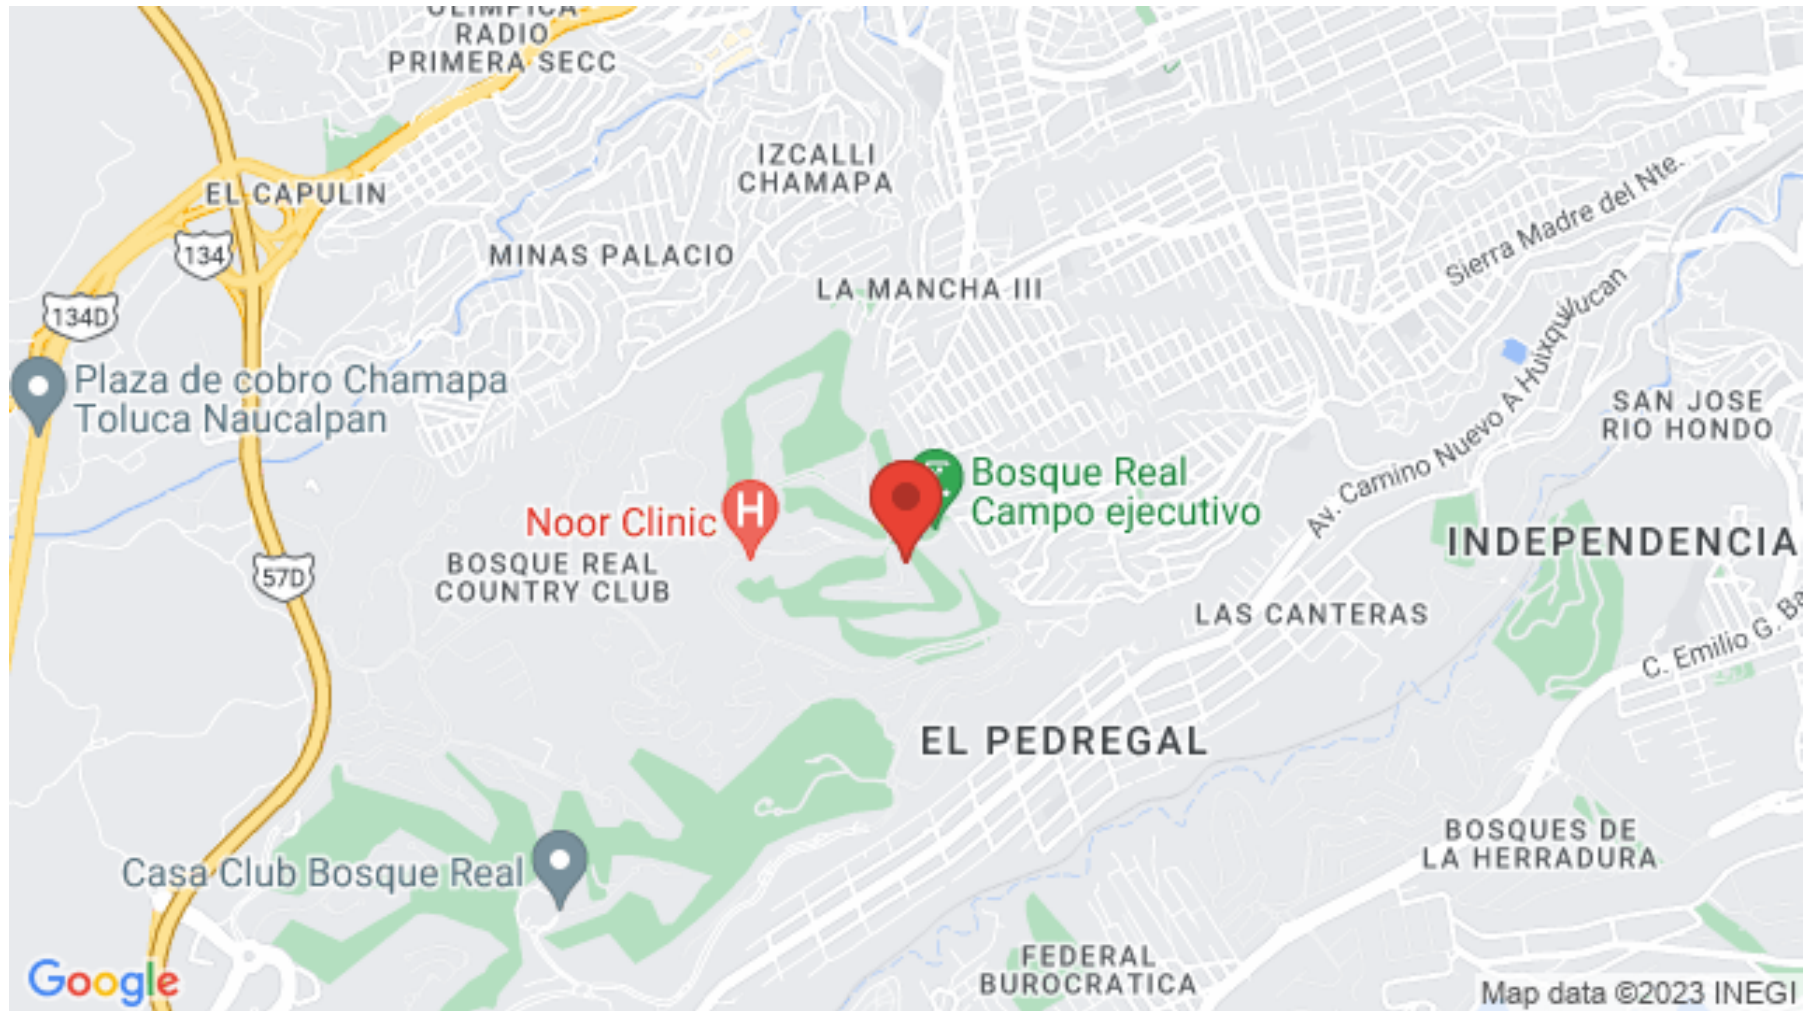 OLIMPICA
RADIO
PRIMERA SECC
IZCALLI
CHAMAPA
EL CAPULIN
134
MINAS PALACIO
Sierra Madre del Nte.
LA MANCHA III
134D
Plaza de cobro Chamapa
Toluca Naucalpan
Av. Camino Nuevo A Huixquilucan
SAN JOSE
RIO HONDO
Bosque Real
Campo ejecutivo
H
Noor Clinic
INDEPENDENCIA
BOSQUE REAL
COUNTRY CLUB
57D
LAS CANTERAS
C. Emilio G. Ba
EL PEDREGAL
BOSQUES DE
LA HERRADURA
Casa Club Bosque Real
FEDERAL
BUROCRATICA
Google
Map data ©2023 INEGI